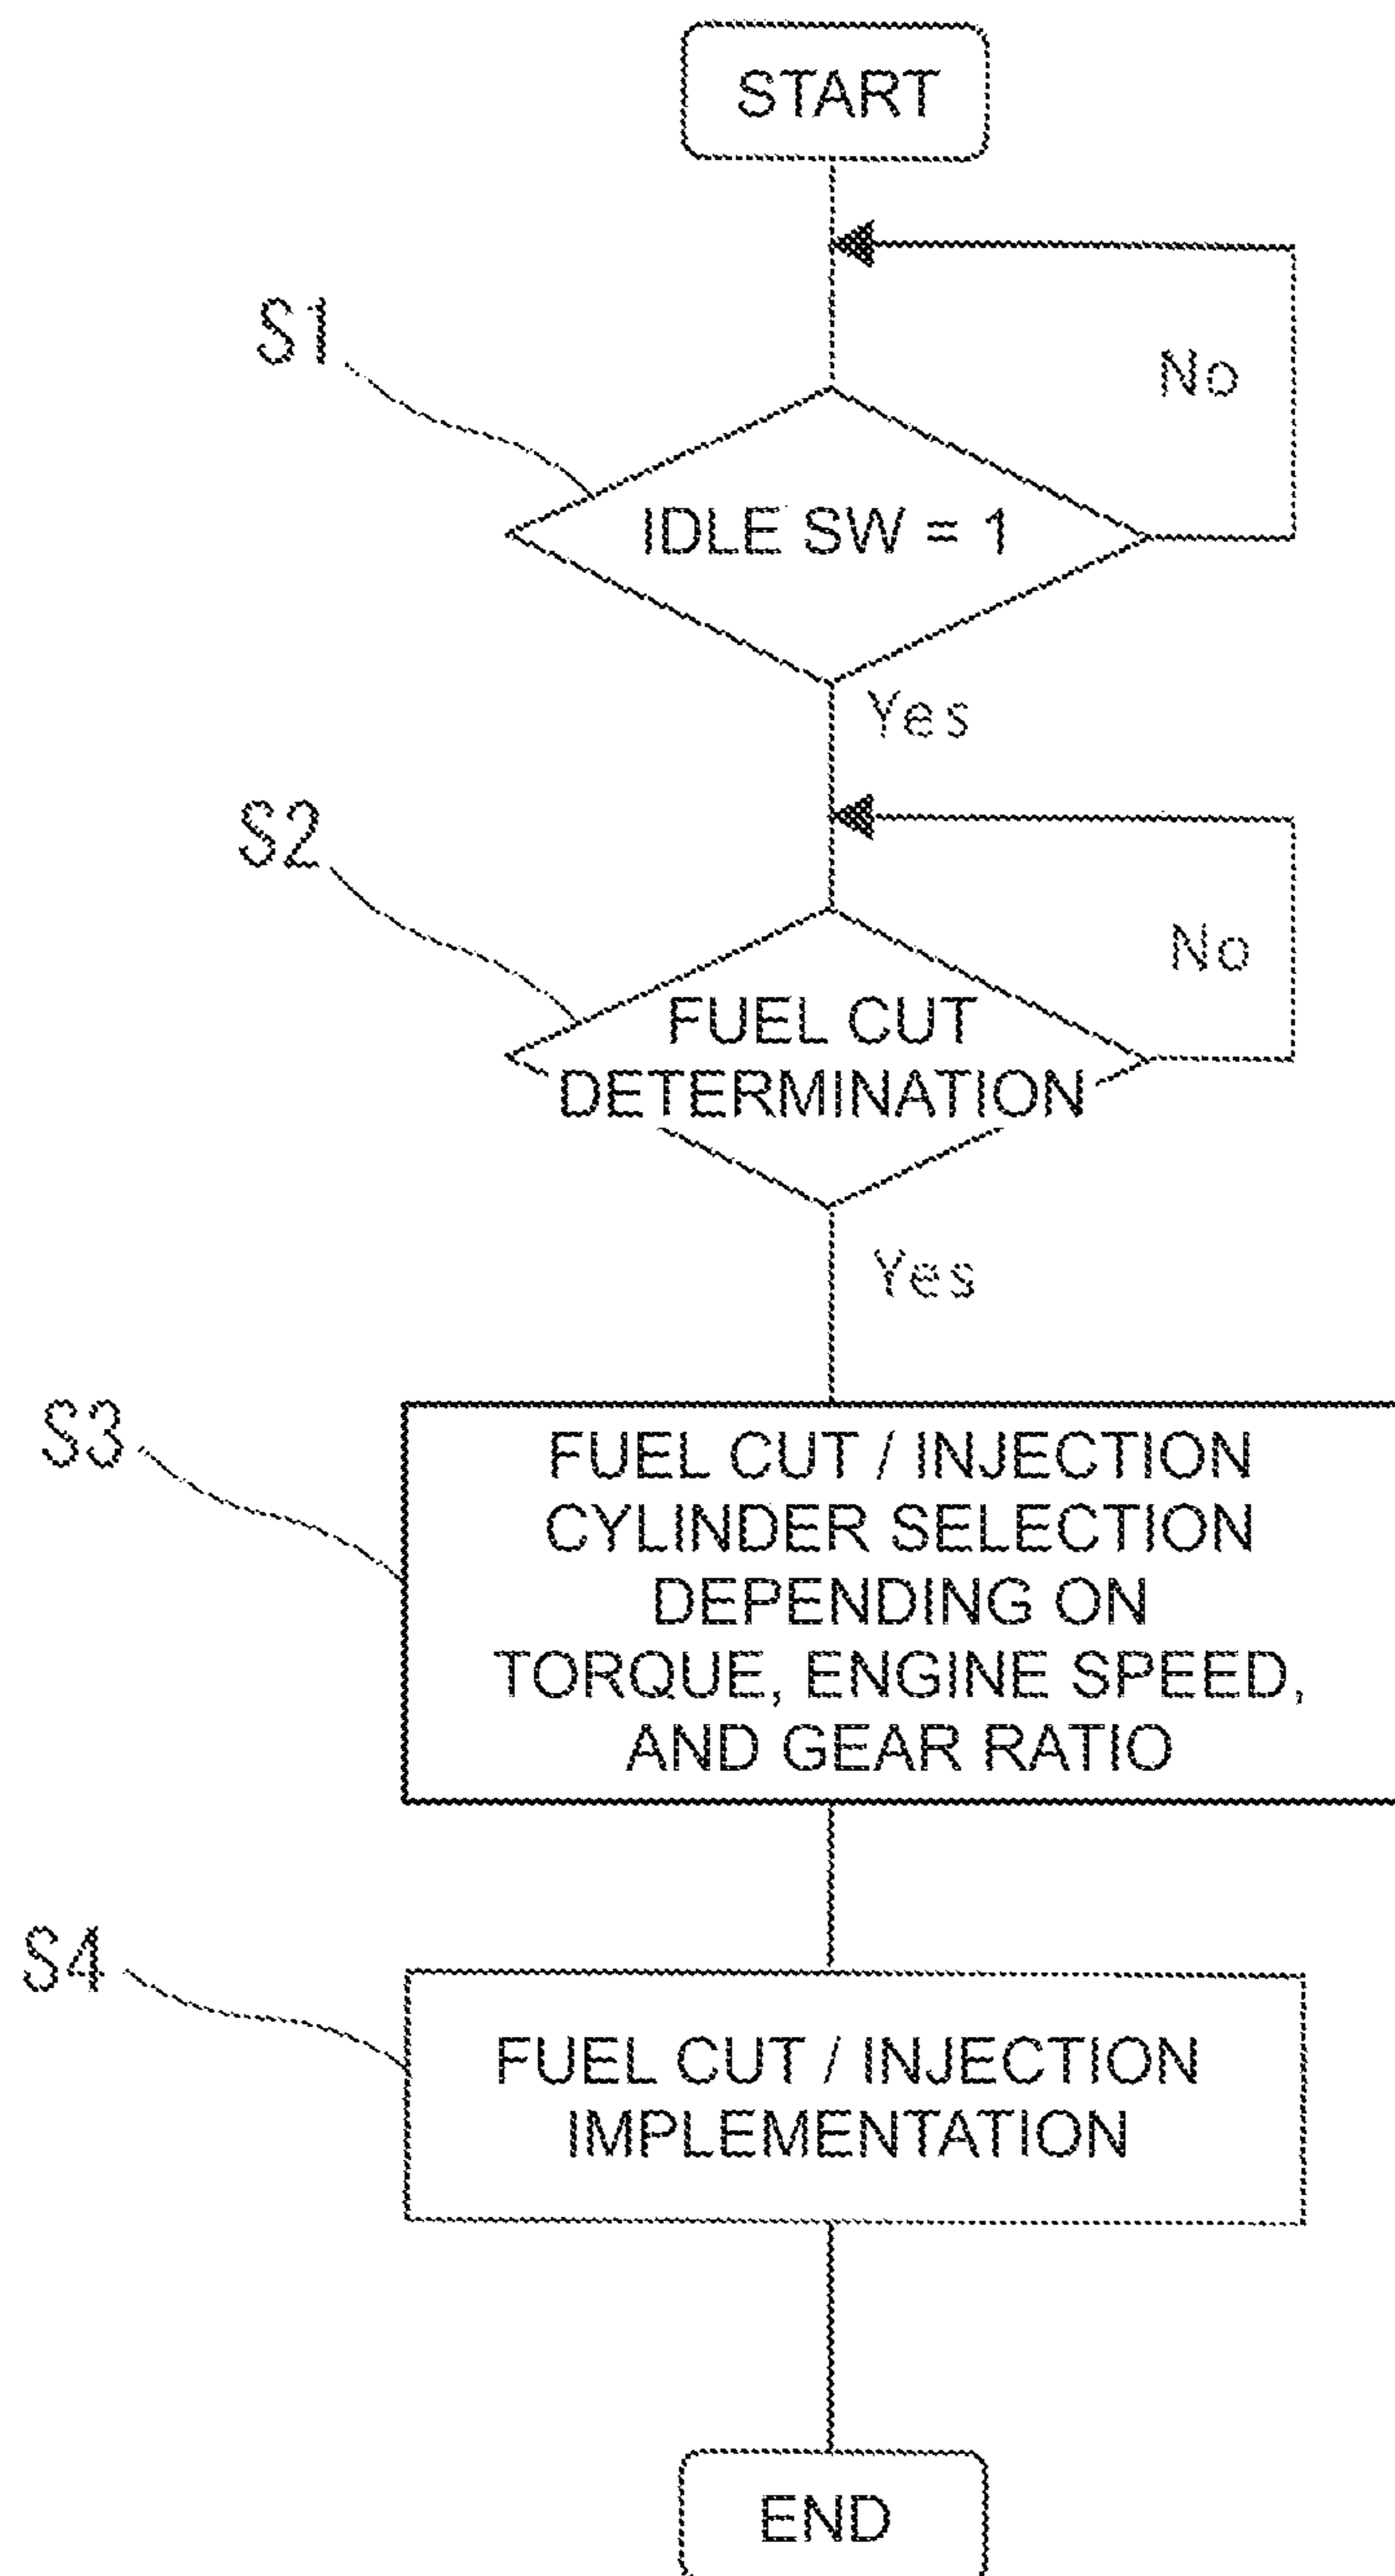 START
S1
No
IDLE SW = 1
Yes
S2
No
FUEL CUT
DETERMINATION
Yes
S3
FUEL CUT / INJECTION
CYLINDER SELECTION
DEPENDING ON
TORQUE, ENGINE SPEED,
AND GEAR RATIO
S4
FUEL CUT / INJECTION
IMPLEMENTATION
END